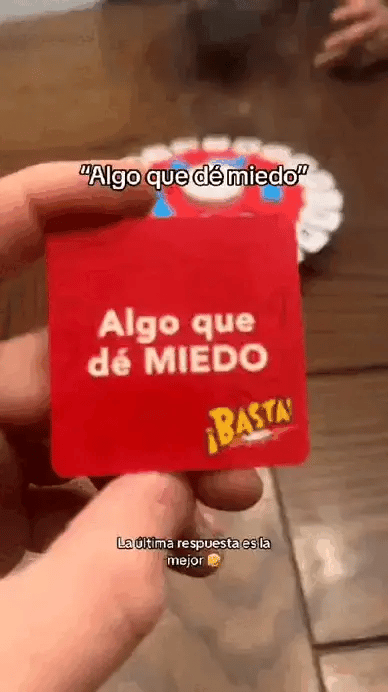 “Algo que dé miedo”
Algo que
dé MIEDO
¡BASTA!
La última respuesta es la
mejor 🤣